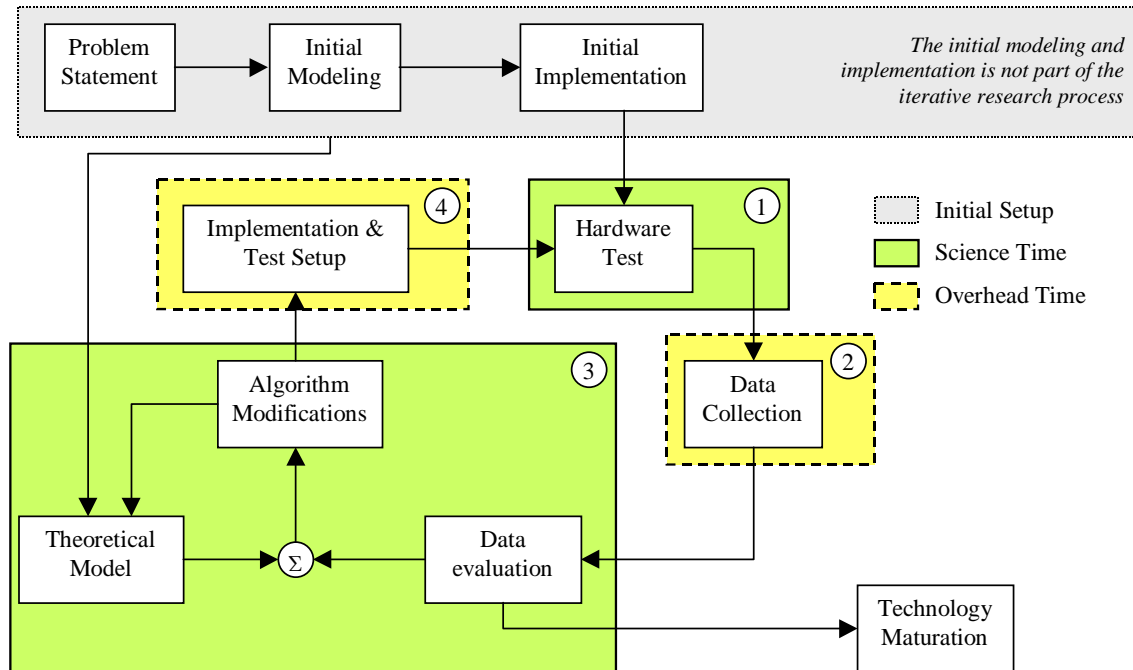 Problem
Statement
Initial
Modeling
Initial
Implementation
The initial modeling and
implementation is not part of the
iterative research process
4
Implementation &
Test Setup
1
Hardware
Test
Initial Setup
Science Time
Overhead Time
3
Algorithm
Modifications
2
Data
Collection
Theoretical
Model
Σ
Data
evaluation
Technology
Maturation